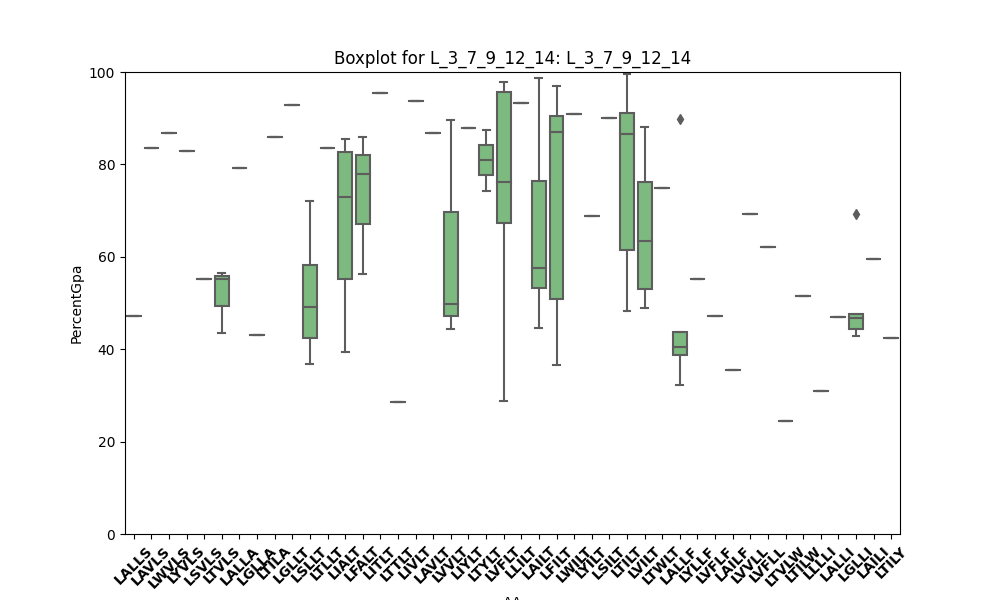 Boxplot for L_3_7_9_12_14: L_3_7_9_12_14
PercentGpa
100
80
60
40
20
0
LALLS
LAVLS
LWVLS
LYVLS
LSVLS
LTVLS
LALLA
LGLLA
LTILA
LGLLT
LSLLT
LTLLT
LIALT
LFALT
LITLT
LTTLT
LIVLT
LAVLT
LVVLT
LIYLT
LTYLT
LVFLT
LLILT
LAILT
LFILT
LWILT
LYILT
LSILT
LTILT
LVILT
LTWLT
LALLF
LYLLF
LVFLF
LAILF
LVVLL
LVFLL
LTVLW
LTILW
LLLLI
LALLI
LGLLI
LAILI
LTILY